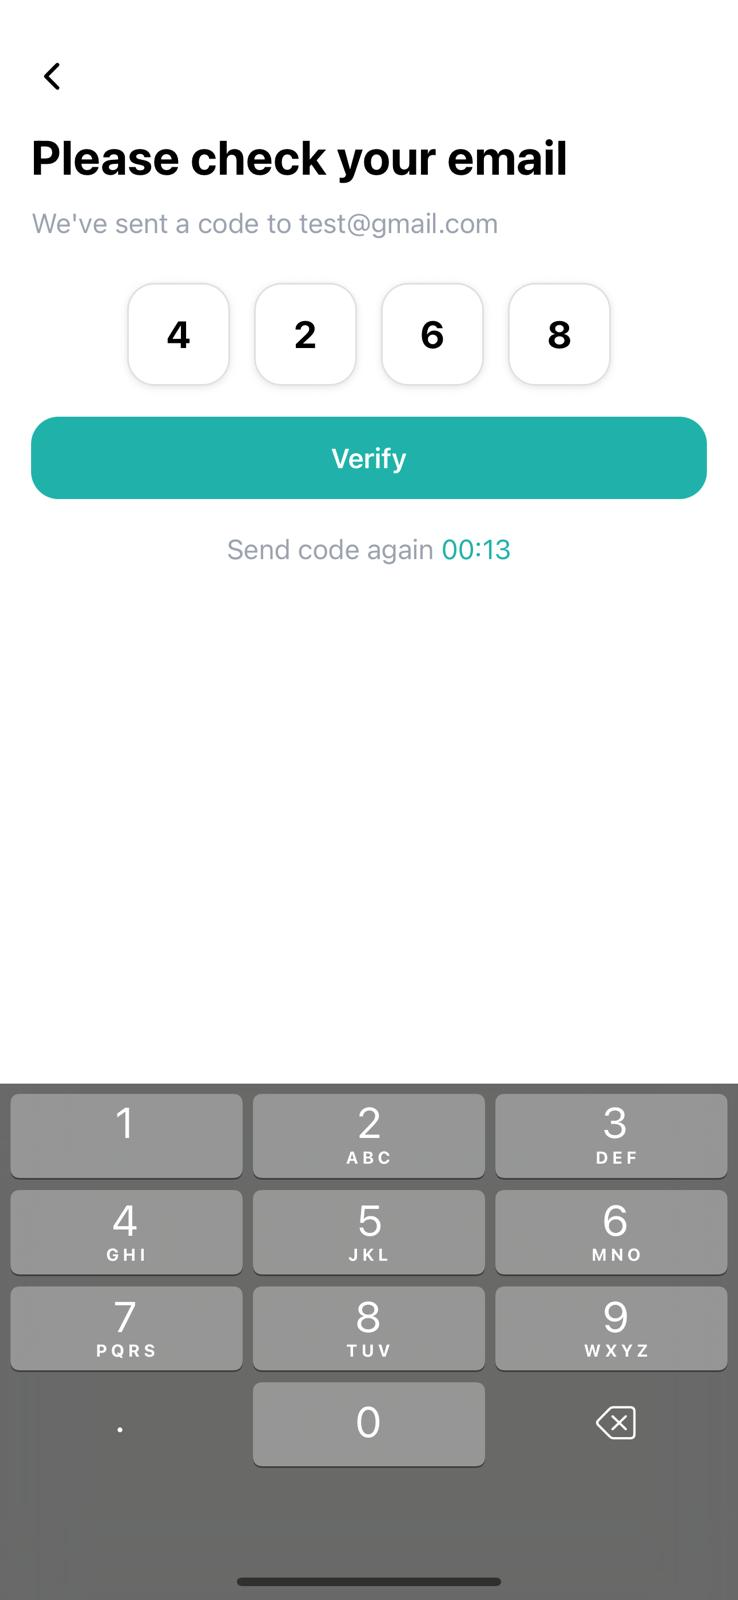 Please check your email
We've sent a code to test@gmail.com
4 2 6 8
Verify
Send code again 00:13
1 2 3
ABC DEF
4 5 6
GHI JKL MNO
7 8 9
PQRS TUV WXYZ
. 0